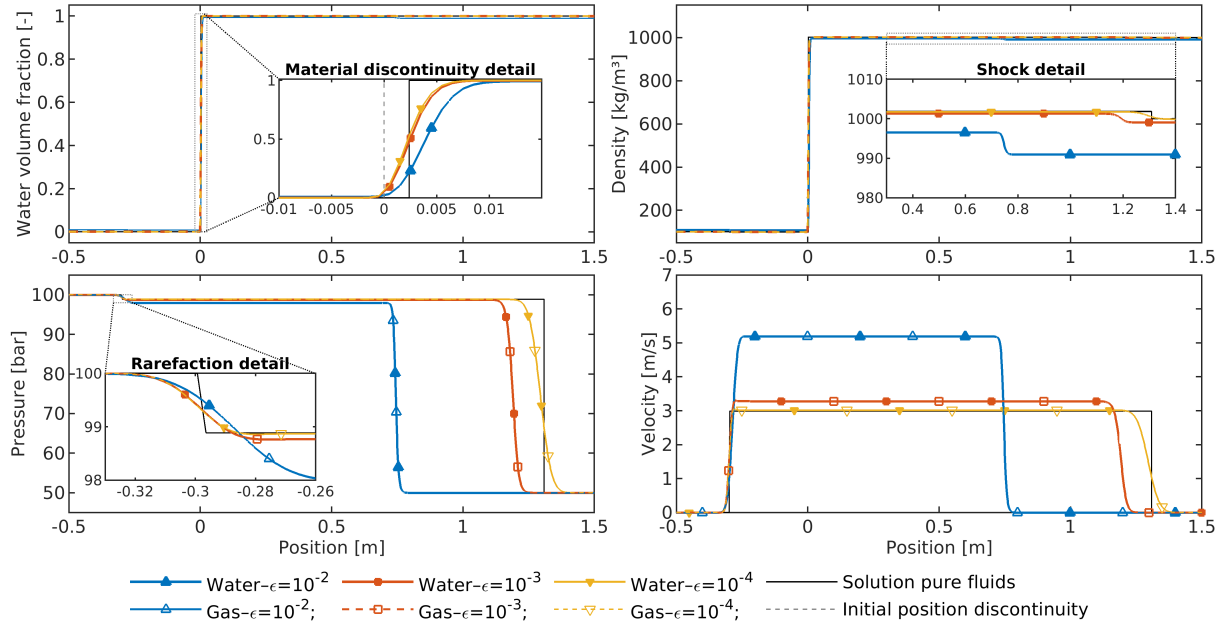 Water volume fraction [-]
1
0.8
0.6
0.4
0.2
0
-0.5 0 0.5 1 1.5
Material discontinuity detail
1
0.5
0
-0.01 -0.005 0 0.005 0.01
Density [kg/m³]
1000
800
600
400
200
-0.5 0 0.5 1 1.5
Shock detail
1010
1000
990
980
0.4 0.6 0.8 1 1.2 1.4
Pressure [bar]
100
90
80
70
60
50
-0.5 0 0.5 1 1.5
Position [m]
Rarefaction detail
100
99
98
-0.32 -0.3 -0.28 -0.26
Velocity [m/s]
7
6
5
4
3
2
1
0
-0.5 0 0.5 1 1.5
Position [m]
Water–ϵ=10⁻² Water–ϵ=10⁻³ Water–ϵ=10⁻⁴ Solution pure fluids
Gas–ϵ=10⁻²; Gas–ϵ=10⁻³; Gas–ϵ=10⁻⁴; Initial position discontinuity